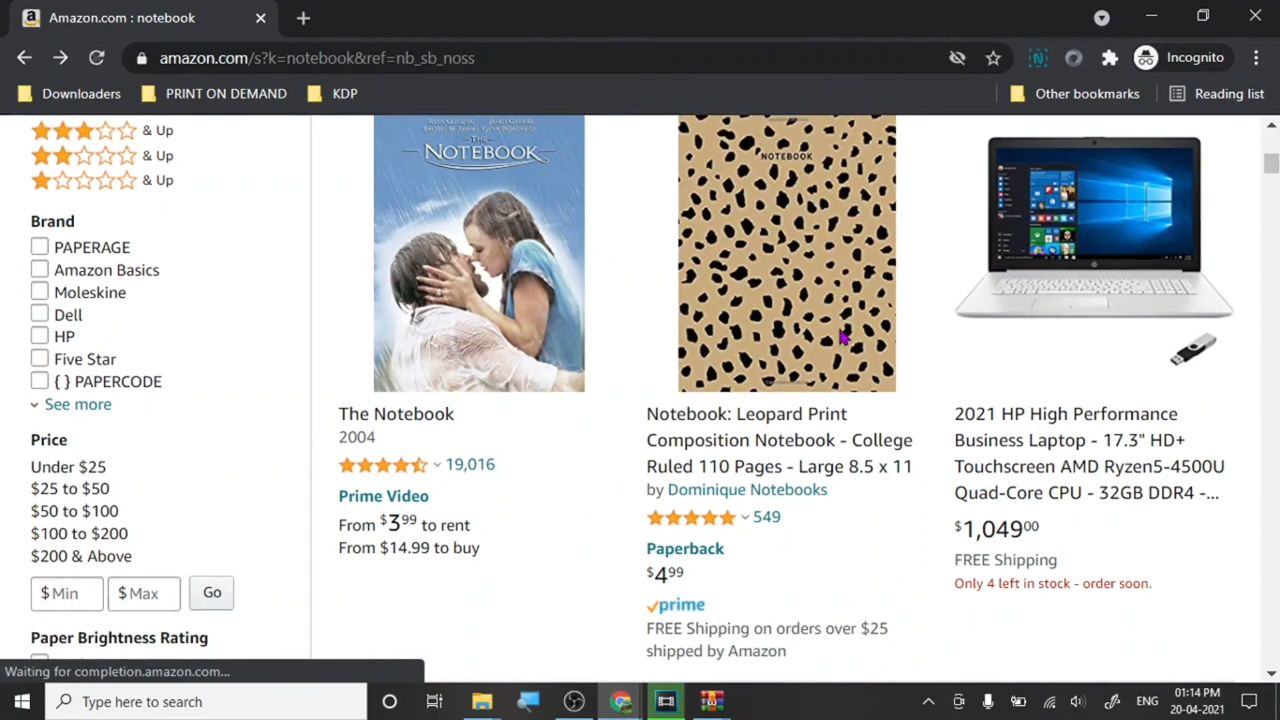 Amazon.com : notebook
amazon.com/s?k=notebook&ref=nb_sb_noss
Incognito
Downloaders
PRINT ON DEMAND
KDP
Other bookmarks
Reading list
& Up
& Up
& Up
Brand
PAPERAGE
Amazon Basics
Moleskine
Dell
HP
Five Star
{ } PAPERCODE
See more
Price
Under $25
$25 to $50
$50 to $100
$100 to $200
$200 & Above
$ Min
$ Max
Go
Paper Brightness Rating
THE
NOTEBOOK
The Notebook
2004
19,016
Prime Video
From $3.99 to rent
From $14.99 to buy
NOTEBOOK
Notebook: Leopard Print
Composition Notebook - College
Ruled 110 Pages - Large 8.5 x 11
by Dominique Notebooks
549
Paperback
$4.99
prime
FREE Shipping on orders over $25
shipped by Amazon
2021 HP High Performance
Business Laptop - 17.3" HD+
Touchscreen AMD Ryzen5-4500U
Quad-Core CPU - 32GB DDR4 -...
$1,049.00
FREE Shipping
Only 4 left in stock - order soon.
Waiting for completion.amazon.com...
Type here to search
ENG
01:14 PM
20-04-2021